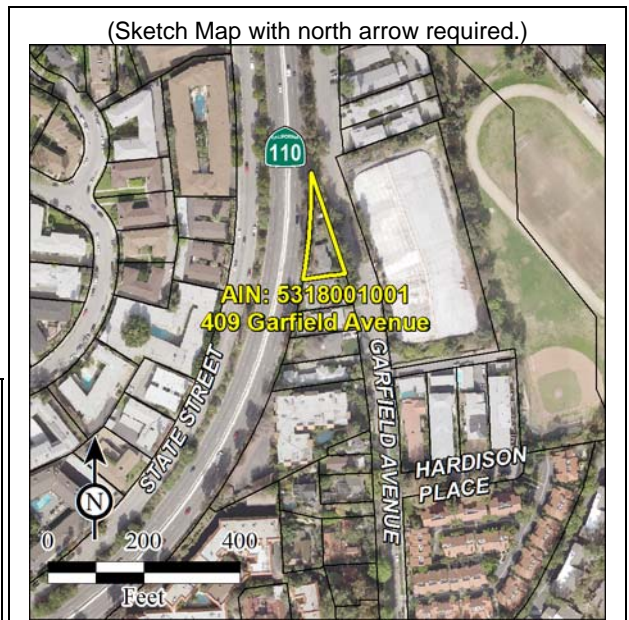 (Sketch Map with north arrow required.)
CALIFORNIA
110
AIN: 5318001001
409 Garfield Avenue
STATE STREET
GARFIELD AVENUE
HARDISON
PLACE
N
0 200 400
Feet